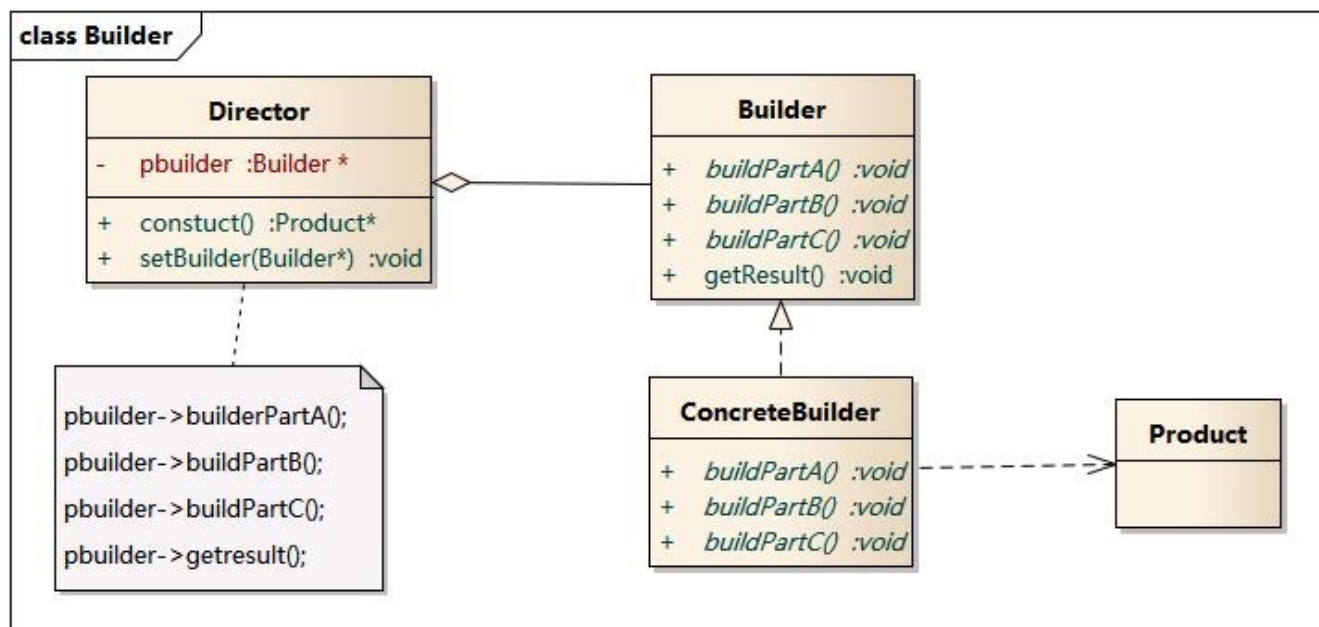 class Builder
Director
- pbuilder :Builder *
+ constuct() :Product*
+ setBuilder(Builder*) :void
Builder
+ buildPartA() :void
+ buildPartB() :void
+ buildPartC() :void
+ getResult() :void
pbuilder->builderPartA();
pbuilder->buildPartB();
pbuilder->buildPartC();
pbuilder->getresult();
ConcreteBuilder
+ buildPartA() :void
+ buildPartB() :void
+ buildPartC() :void
Product